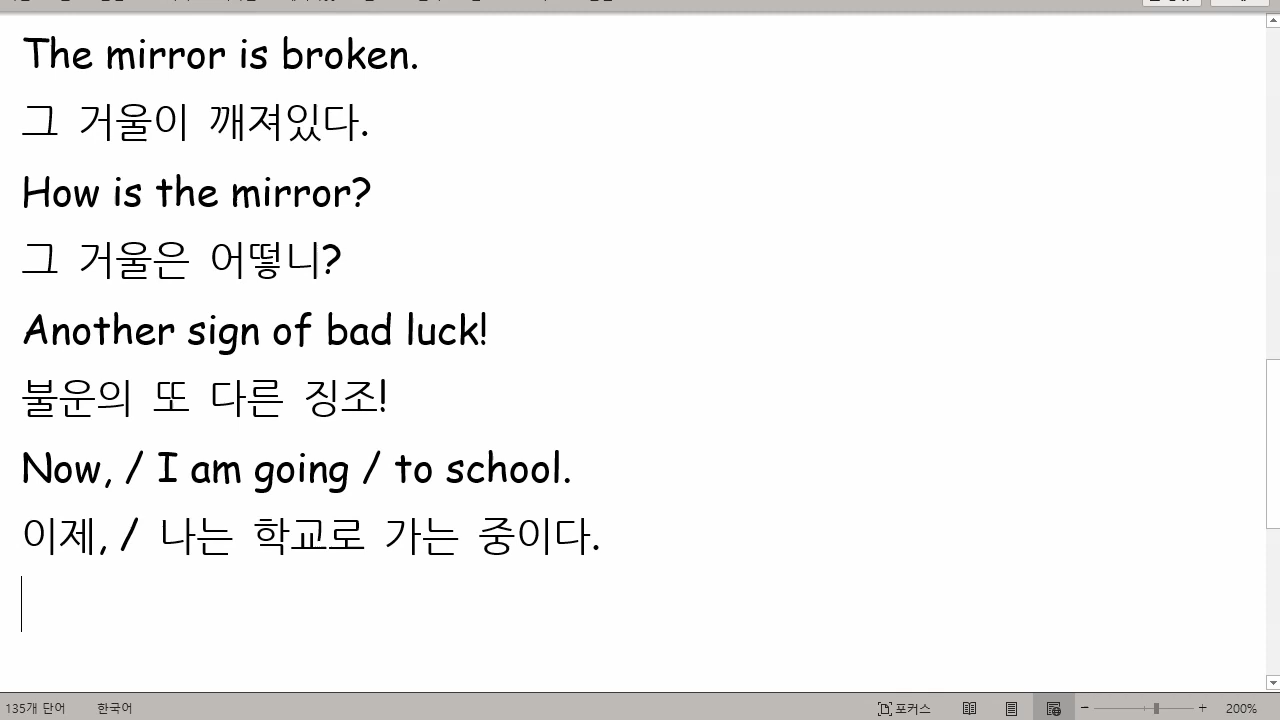 The mirror is broken.
그 거울이 깨져있다.
How is the mirror?
그 거울은 어떻니?
Another sign of bad luck!
불운의 또 다른 징조!
Now, / I am going / to school.
이제, / 나는 학교로 가는 중이다.
135개 단어 한국어 포커스 200%